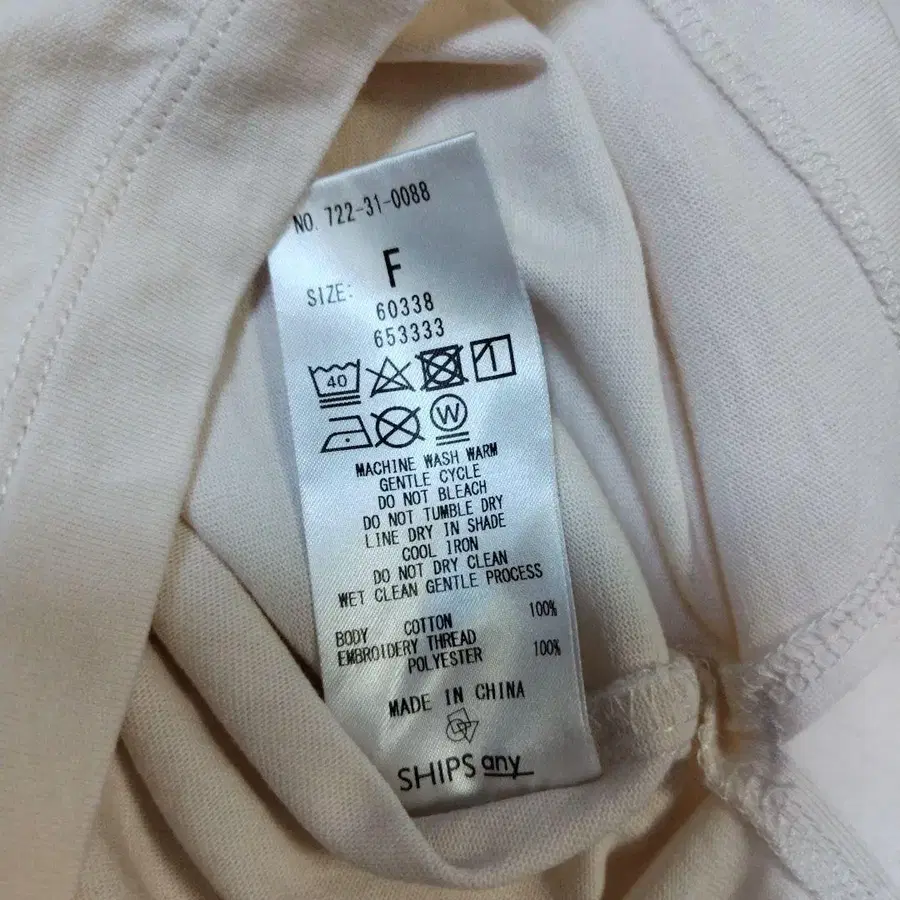 NO. 722-31-0088
SIZE: F
60338
653333
40
W
MACHINE WASH WARM
GENTLE CYCLE
DO NOT BLEACH
DO NOT TUMBLE DRY
LINE DRY IN SHADE
COOL IRON
DO NOT DRY CLEAN
WET CLEAN GENTLE PROCESS
BODY COTTON 100%
EMBROIDERY THREAD
POLYESTER 100%
MADE IN CHINA
SHIPS any